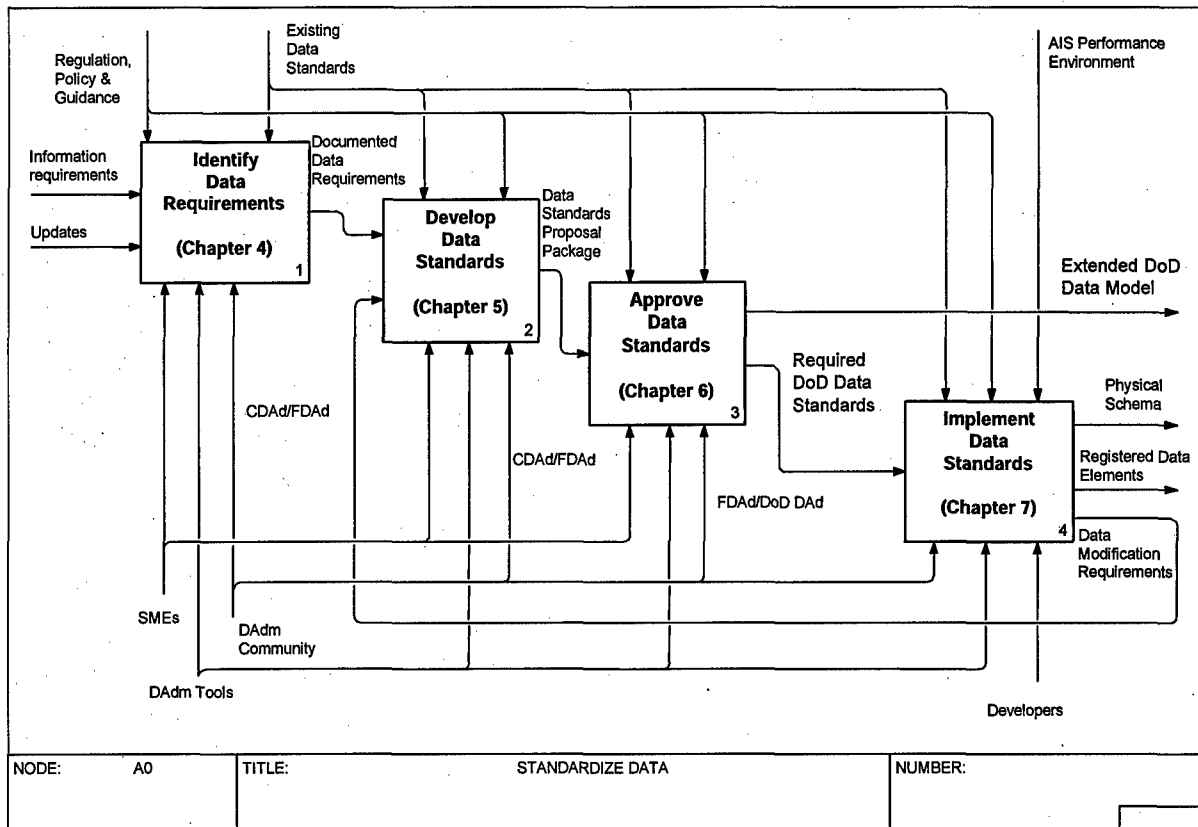 Existing
Data
Standards
Regulation,
Policy &
Guidance
AIS Performance
Environment
Information
requirements
Updates
Identify
Data
Requirements
(Chapter 4)
1
Documented
Data
Requirements
Develop
Data
Standards
(Chapter 5)
2
Data
Standards
Proposal
Package
Approve
Data
Standards
(Chapter 6)
3
Extended DoD
Data Model
Required
DoD Data
Standards
Implement
Data
Standards
(Chapter 7)
4
Physical
Schema
Registered Data
Elements
Data
Modification
Requirements
CDAd/FDAd
CDAd/FDAd
FDAd/DoD DAd
SMEs
DAdm
Community
DAdm Tools
Developers
NODE: A0
TITLE: STANDARDIZE DATA
NUMBER: